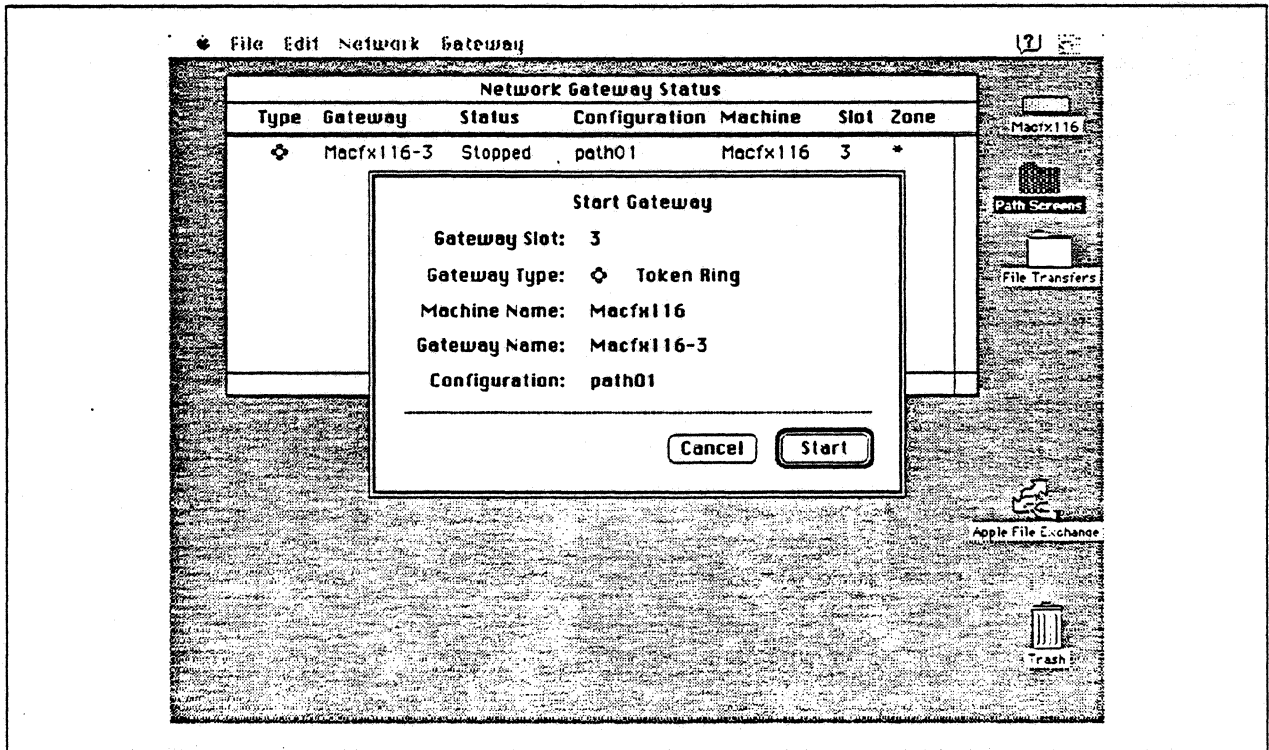 File Edit Network Gateway
Network Gateway Status
Type Gateway Status Configuration Machine Slot Zone
Macfx116-3 Stopped path01 Macfx116 3 *
Start Gateway
Gateway Slot: 3
Gateway Type: Token Ring
Machine Name: Macfx116
Gateway Name: Macfx116-3
Configuration: path01
Cancel Start
Macfx116
Path Screens
File Transfers
Apple File Exchange
Trash